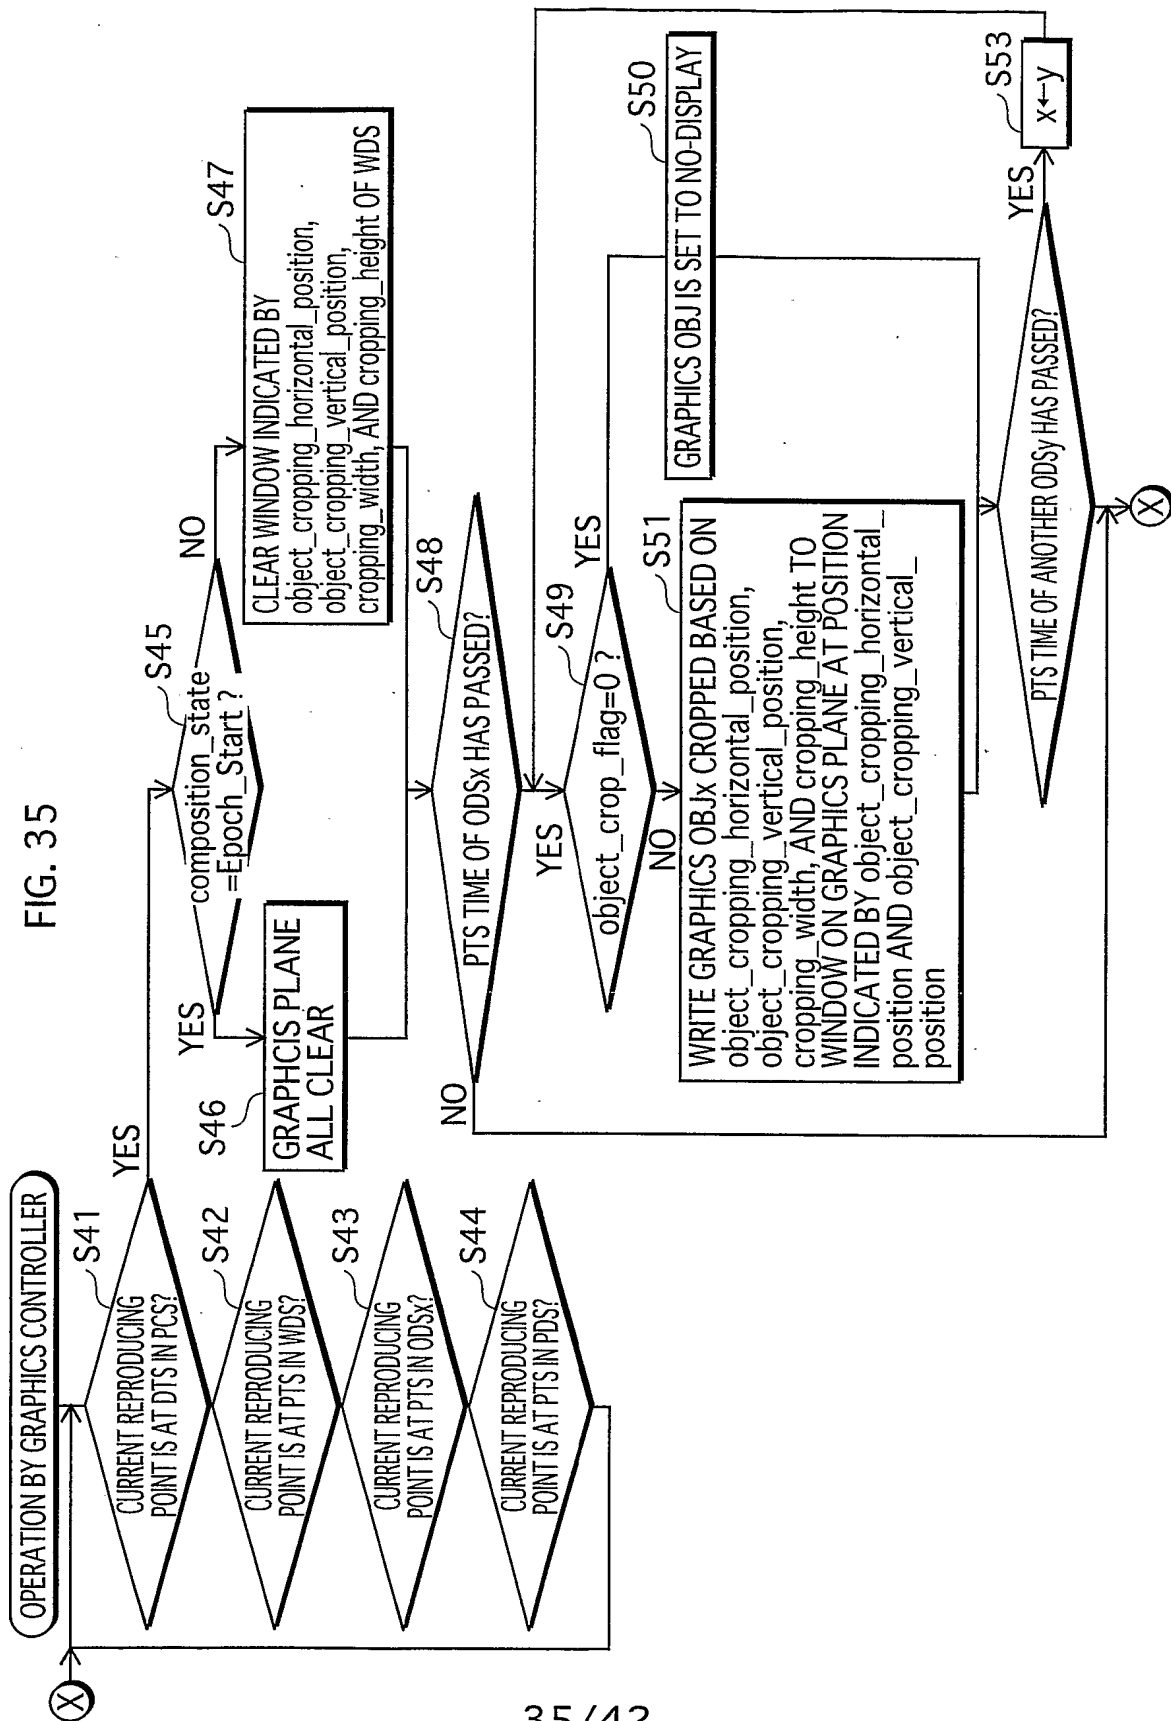 FIG. 35
OPERATION BY GRAPHICS CONTROLLER
X
S41
CURRENT REPRODUCING
POINT IS AT DTS IN PCS?
YES
S42
CURRENT REPRODUCING
POINT IS AT PTS IN WDS?
S43
CURRENT REPRODUCING
POINT IS AT PTS IN ODSx?
S44
CURRENT REPRODUCING
POINT IS AT PTS IN PDS?
S45
composition_state
=Epoch_Start ?
YES
NO
S46
GRAPHCIS PLANE
ALL CLEAR
S47
CLEAR WINDOW INDICATED BY
object_cropping_horizontal_position,
object_cropping_vertical_position,
cropping_width, AND cropping_height OF WDS
S48
PTS TIME OF ODSx HAS PASSED?
NO
YES
S49
object_crop_flag=0 ?
YES
NO
S50
GRAPHICS OBJ IS SET TO NO-DISPLAY
S51
WRITE GRAPHICS OBJx CROPPED BASED ON
object_cropping_horizontal_position,
object_cropping_vertical_position,
cropping_width, AND cropping_height TO
WINDOW ON GRAPHICS PLANE AT POSITION
INDICATED BY object_cropping_horizontal_
position AND object_cropping_vertical_
position
PTS TIME OF ANOTHER ODSy HAS PASSED?
YES
S53
x←y
X
35/42